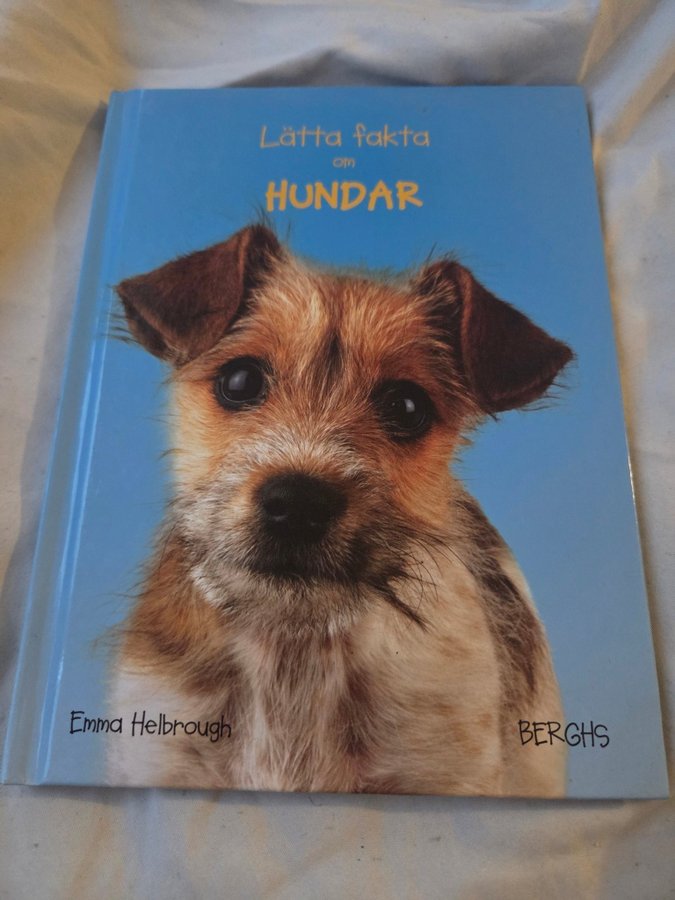 Lätta fakta
om
HUNDAR
Emma Helbrough
BERGHS